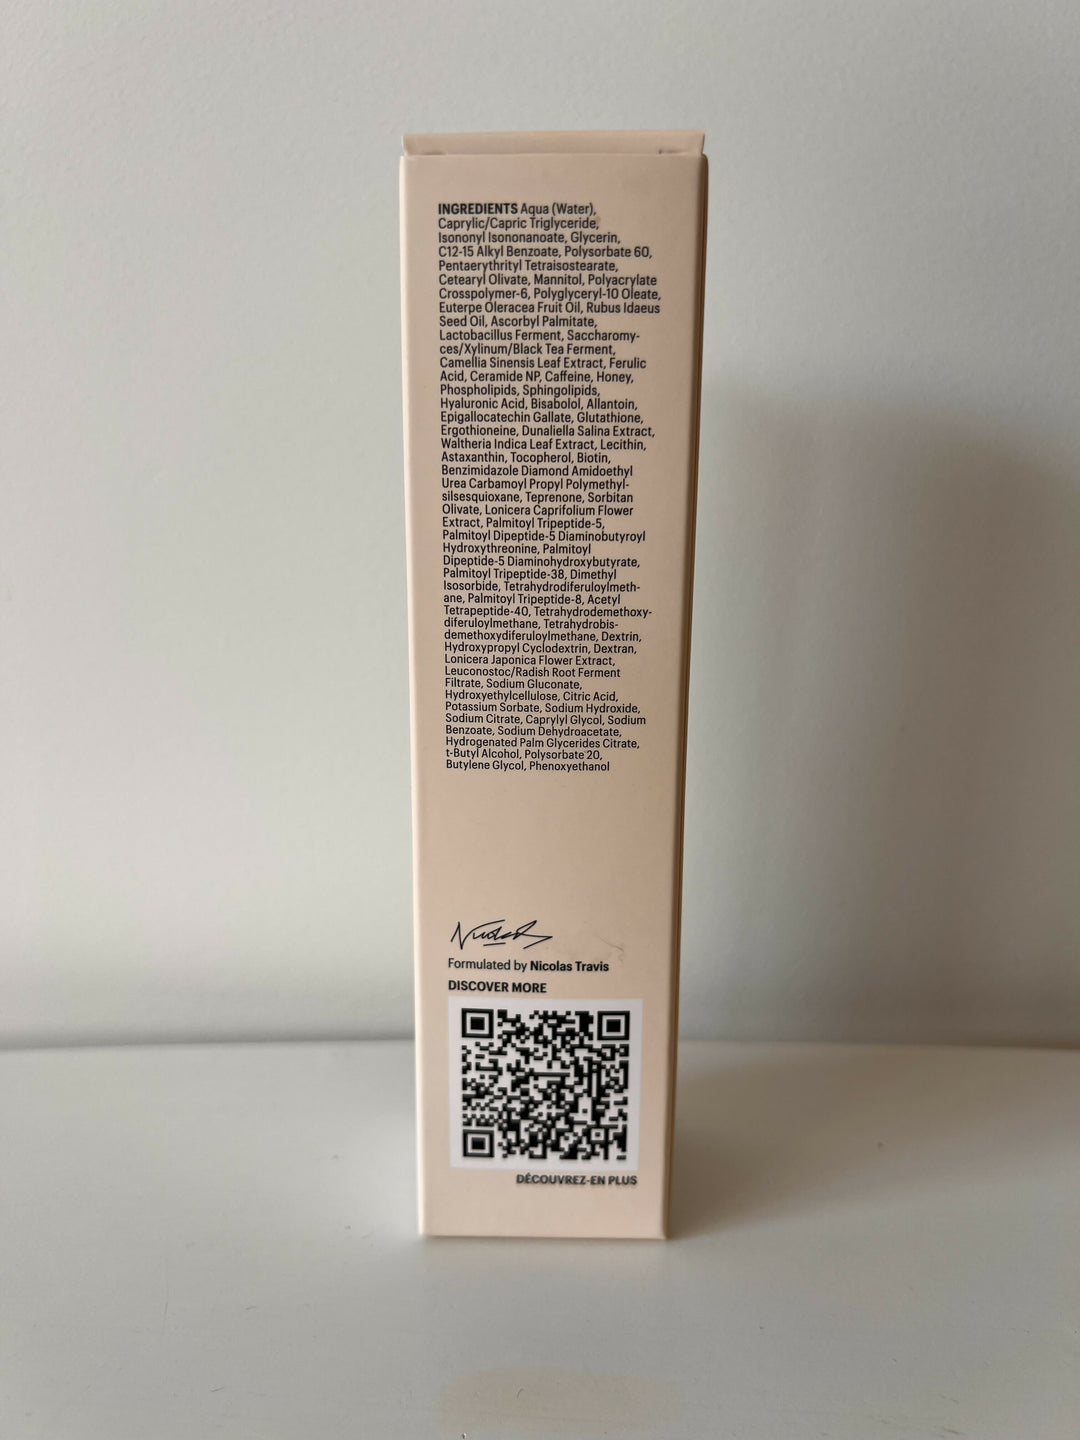 INGREDIENTS Aqua (Water),
Caprylic/Capric Triglyceride,
Isononyl Isononanoate, Glycerin,
C12-15 Alkyl Benzoate, Polysorbate 60,
Pentaerythrityl Tetraisostearate,
Cetearyl Olivate, Mannitol, Polyacrylate
Crosspolymer-6, Polyglyceryl-10 Oleate,
Euterpe Oleracea Fruit Oil, Rubus Idaeus
Seed Oil, Ascorbyl Palmitate,
Lactobacillus Ferment, Saccharomy-
ces/Xylinum/Black Tea Ferment,
Camellia Sinensis Leaf Extract, Ferulic
Acid, Ceramide NP, Caffeine, Honey,
Phospholipids, Sphingolipids,
Hyaluronic Acid, Bisabolol, Allantoin,
Epigallocatechin Gallate, Glutathione,
Ergothioneine, Dunaliella Salina Extract,
Waltheria Indica Leaf Extract, Lecithin,
Astaxanthin, Tocopherol, Biotin,
Benzimidazole Diamond Amidoethyl
Urea Carbamoyl Propyl Polymethyl-
silsesquioxane, Teprenone, Sorbitan
Olivate, Lonicera Caprifolium Flower
Extract, Palmitoyl Tripeptide-5,
Palmitoyl Dipeptide-5 Diaminobutyroyl
Hydroxythreonine, Palmitoyl
Dipeptide-5 Diaminohydroxybutyrate,
Palmitoyl Tripeptide-38, Dimethyl
Isosorbide, Tetrahydrodiferuloylmeth-
ane, Palmitoyl Tripeptide-8, Acetyl
Tetrapeptide-40, Tetrahydrodemethoxy-
diferuloylmethane, Tetrahydrobis-
demethoxydiferuloylmethane, Dextrin,
Hydroxypropyl Cyclodextrin, Dextran,
Lonicera Japonica Flower Extract,
Leuconostoc/Radish Root Ferment
Filtrate, Sodium Gluconate,
Hydroxyethylcellulose, Citric Acid,
Potassium Sorbate, Sodium Hydroxide,
Sodium Citrate, Caprylyl Glycol, Sodium
Benzoate, Sodium Dehydroacetate,
Hydrogenated Palm Glycerides Citrate,
t-Butyl Alcohol, Polysorbate 20,
Butylene Glycol, Phenoxyethanol
Formulated by Nicolas Travis
DISCOVER MORE
DÉCOUVREZ-EN PLUS